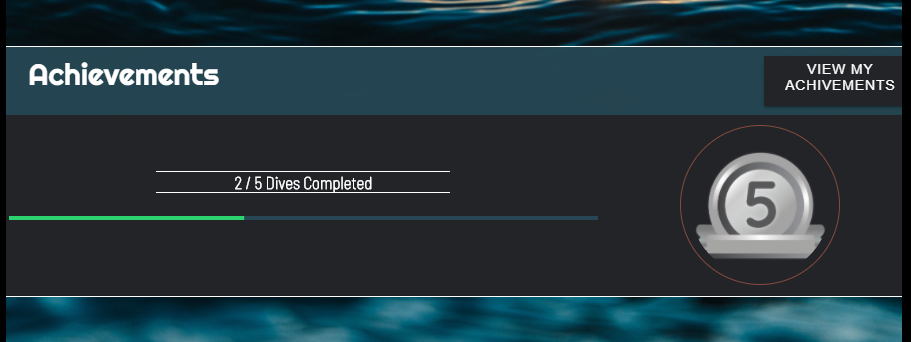 Achievements
VIEW MY
ACHIVEMENTS
2 / 5 Dives Completed
5